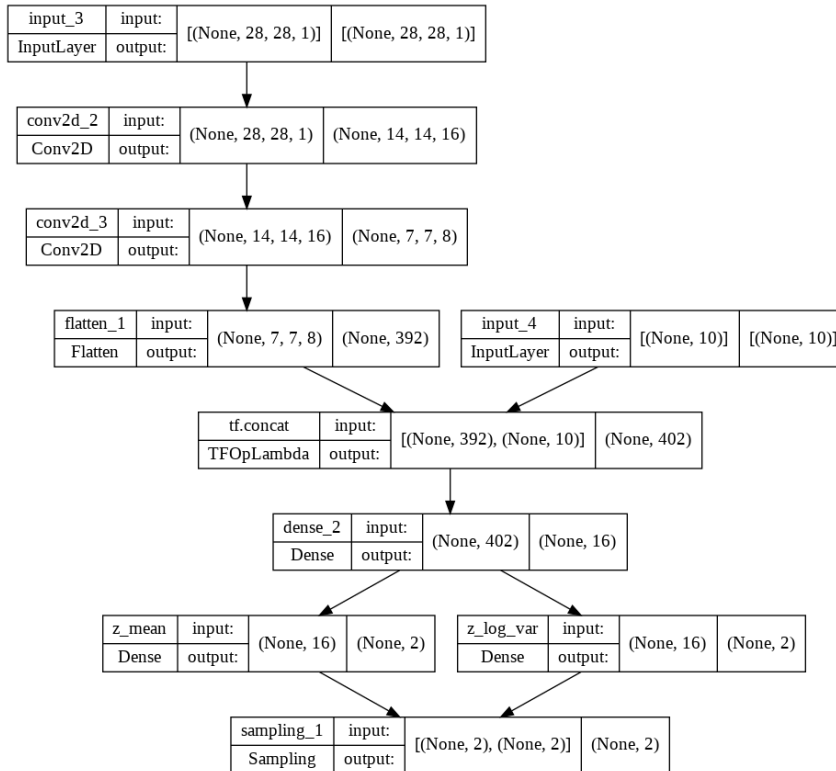 input_3 input: [(None, 28, 28, 1)] [(None, 28, 28, 1)]
InputLayer output:
conv2d_2 input: (None, 28, 28, 1) (None, 14, 14, 16)
Conv2D output:
conv2d_3 input: (None, 14, 14, 16) (None, 7, 7, 8)
Conv2D output:
flatten_1 input: (None, 7, 7, 8) (None, 392)
Flatten output:
input_4 input: [(None, 10)] [(None, 10)]
InputLayer output:
tf.concat input: [(None, 392), (None, 10)] (None, 402)
TFOpLambda output:
dense_2 input: (None, 402) (None, 16)
Dense output:
z_mean input: (None, 16) (None, 2)
Dense output:
z_log_var input: (None, 16) (None, 2)
Dense output:
sampling_1 input: [(None, 2), (None, 2)] (None, 2)
Sampling output: